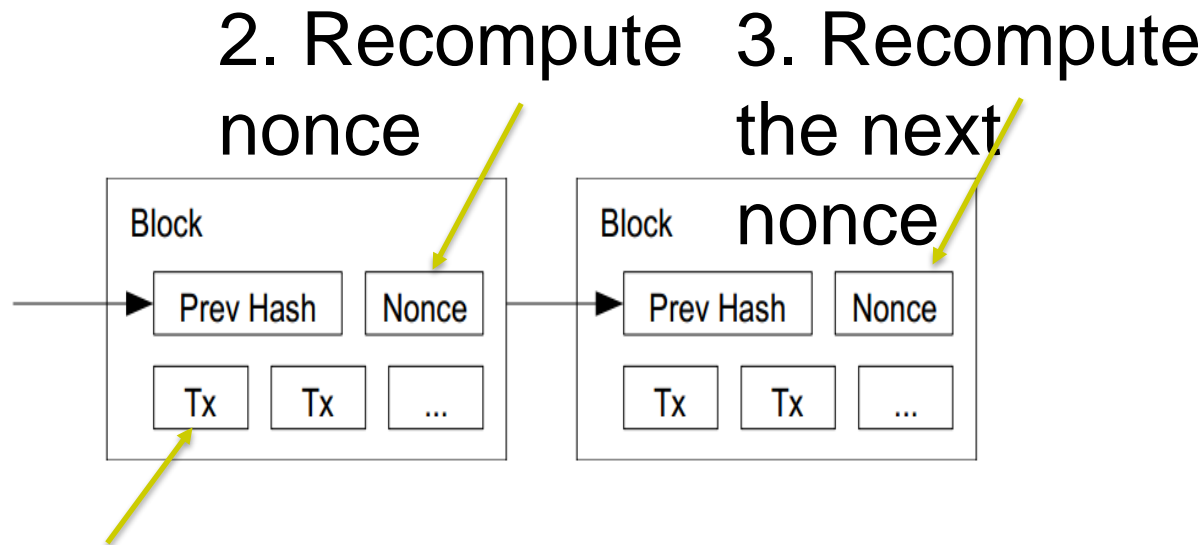 2. Recompute
nonce
3. Recompute
the next
nonce
Block
Prev Hash Nonce
Tx Tx ...
Block
Prev Hash Nonce
Tx Tx ...